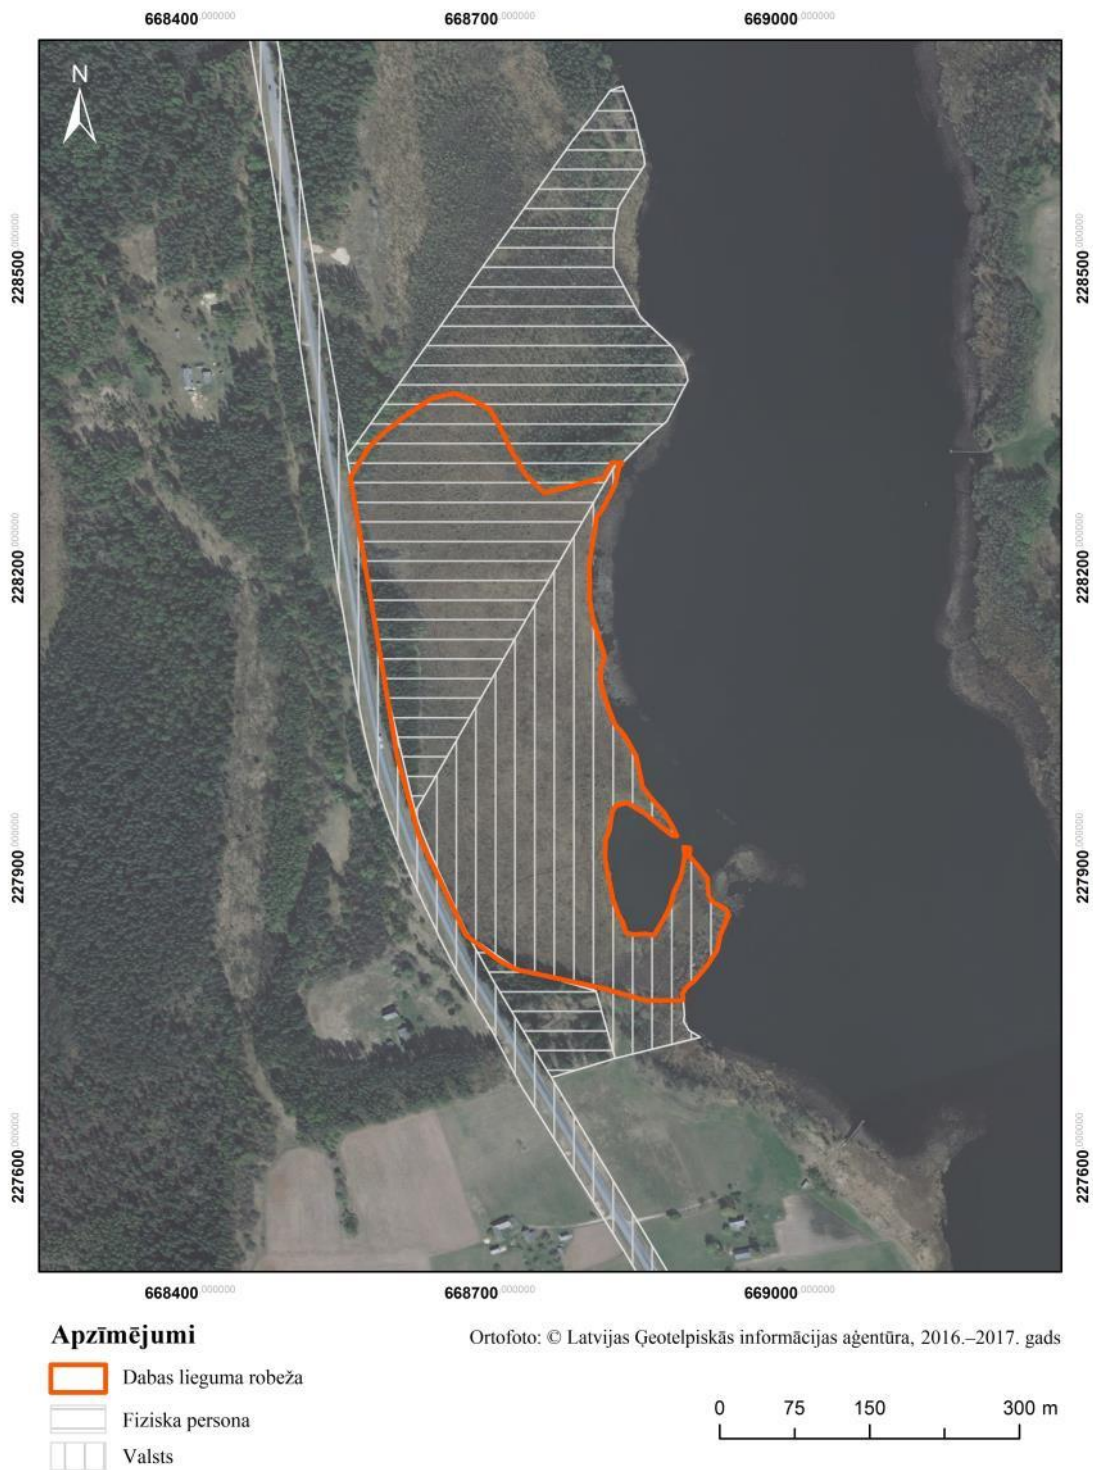 668400.000000 668700.000000 669000.000000
N
228500.000000 228500.000000
228200.000000 228200.000000
227900.000000 227900.000000
227600.000000 227600.000000
668400.000000 668700.000000 669000.000000
Apzīmējumi
Ortofoto: © Latvijas Ģeotelpiskās informācijas aģentūra, 2016.–2017. gads
Dabas lieguma robeža
Fiziska persona
Valsts
0 75 150 300 m